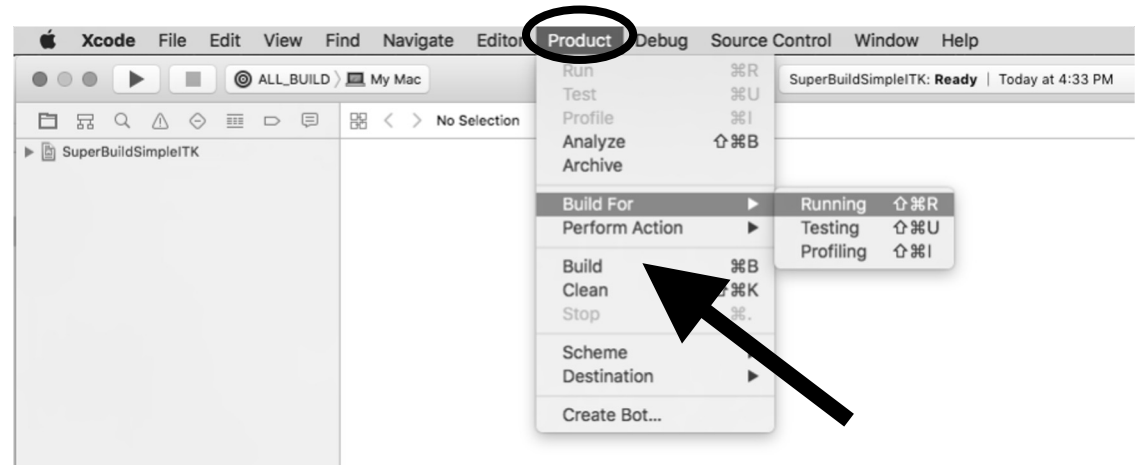 Xcode File Edit View Find Navigate Editor Product Debug Source Control Window Help
ALL_BUILD 〉 My Mac
SuperBuildSimpleITK: Ready | Today at 4:33 PM
No Selection
SuperBuildSimpleITK
Run ⌘R
Test ⌘U
Profile ⌘I
Analyze ⇧⌘B
Archive
Build For ▶
Running ⇧⌘R
Perform Action ▶
Testing ⇧⌘U
Profiling ⇧⌘I
Build ⌘B
Clean ⇧⌘K
Stop ⌘.
Scheme
Destination ▶
Create Bot...